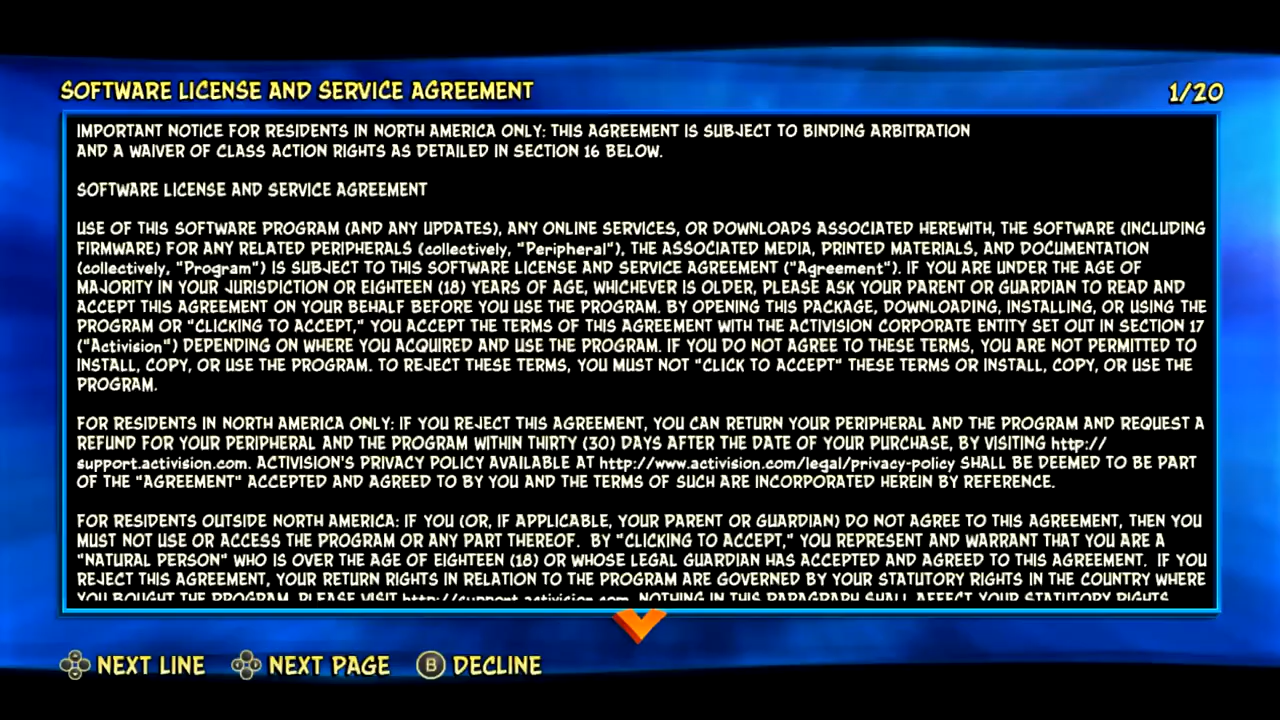 SOFTWARE LICENSE AND SERVICE AGREEMENT
1/20
IMPORTANT NOTICE FOR RESIDENTS IN NORTH AMERICA ONLY: THIS AGREEMENT IS SUBJECT TO BINDING ARBITRATION
AND A WAIVER OF CLASS ACTION RIGHTS AS DETAILED IN SECTION 16 BELOW.
SOFTWARE LICENSE AND SERVICE AGREEMENT
USE OF THIS SOFTWARE PROGRAM (AND ANY UPDATES), ANY ONLINE SERVICES, OR DOWNLOADS ASSOCIATED HEREWITH, THE SOFTWARE (INCLUDING
FIRMWARE) FOR ANY RELATED PERIPHERALS (collectively, "Peripheral"), THE ASSOCIATED MEDIA, PRINTED MATERIALS, AND DOCUMENTATION
(collectively, "Program") IS SUBJECT TO THIS SOFTWARE LICENSE AND SERVICE AGREEMENT ("Agreement"). IF YOU ARE UNDER THE AGE OF
MAJORITY IN YOUR JURISDICTION OR EIGHTEEN (18) YEARS OF AGE, WHICHEVER IS OLDER, PLEASE ASK YOUR PARENT OR GUARDIAN TO READ AND
ACCEPT THIS AGREEMENT ON YOUR BEHALF BEFORE YOU USE THE PROGRAM. BY OPENING THIS PACKAGE, DOWNLOADING, INSTALLING, OR USING THE
PROGRAM OR "CLICKING TO ACCEPT," YOU ACCEPT THE TERMS OF THIS AGREEMENT WITH THE ACTIVISION CORPORATE ENTITY SET OUT IN SECTION 17
("Activision") DEPENDING ON WHERE YOU ACQUIRED AND USE THE PROGRAM. IF YOU DO NOT AGREE TO THESE TERMS, YOU ARE NOT PERMITTED TO
INSTALL, COPY, OR USE THE PROGRAM. TO REJECT THESE TERMS, YOU MUST NOT "CLICK TO ACCEPT" THESE TERMS OR INSTALL, COPY, OR USE THE
PROGRAM.
FOR RESIDENTS IN NORTH AMERICA ONLY: IF YOU REJECT THIS AGREEMENT, YOU CAN RETURN YOUR PERIPHERAL AND THE PROGRAM AND REQUEST A
REFUND FOR YOUR PERIPHERAL AND THE PROGRAM WITHIN THIRTY (30) DAYS AFTER THE DATE OF YOUR PURCHASE, BY VISITING http://
support.activision.com. ACTIVISION'S PRIVACY POLICY AVAILABLE AT http://www.activision.com/legal/privacy-policy SHALL BE DEEMED TO BE PART
OF THE "AGREEMENT" ACCEPTED AND AGREED TO BY YOU AND THE TERMS OF SUCH ARE INCORPORATED HEREIN BY REFERENCE.
FOR RESIDENTS OUTSIDE NORTH AMERICA: IF YOU (OR, IF APPLICABLE, YOUR PARENT OR GUARDIAN) DO NOT AGREE TO THIS AGREEMENT, THEN YOU
MUST NOT USE OR ACCESS THE PROGRAM OR ANY PART THEREOF. BY "CLICKING TO ACCEPT," YOU REPRESENT AND WARRANT THAT YOU ARE A
"NATURAL PERSON" WHO IS OVER THE AGE OF EIGHTEEN (18) OR WHOSE LEGAL GUARDIAN HAS ACCEPTED AND AGREED TO THIS AGREEMENT. IF YOU
REJECT THIS AGREEMENT, YOUR RETURN RIGHTS IN RELATION TO THE PROGRAM ARE GOVERNED BY YOUR STATUTORY RIGHTS IN THE COUNTRY WHERE
YOU BOUGHT THE PROGRAM. PLEASE VISIT http://support.activision.com. NOTHING IN THIS PARAGRAPH SHALL AFFECT YOUR STATUTORY RIGHTS.
NEXT LINE NEXT PAGE B DECLINE